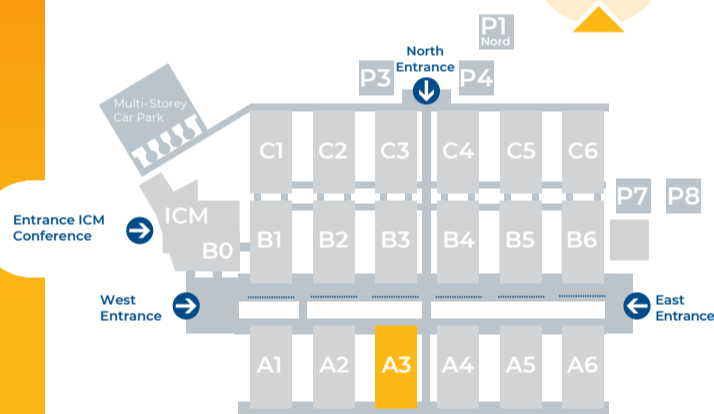 P1
Nord
North
Entrance
P3
P4
Multi-Storey
Car Park
C1 C2 C3 C4 C5 C6
P7 P8
ICM
Entrance ICM
Conference
B0 B1 B2 B3 B4 B5 B6
West
Entrance
East
Entrance
A1 A2 A3 A4 A5 A6